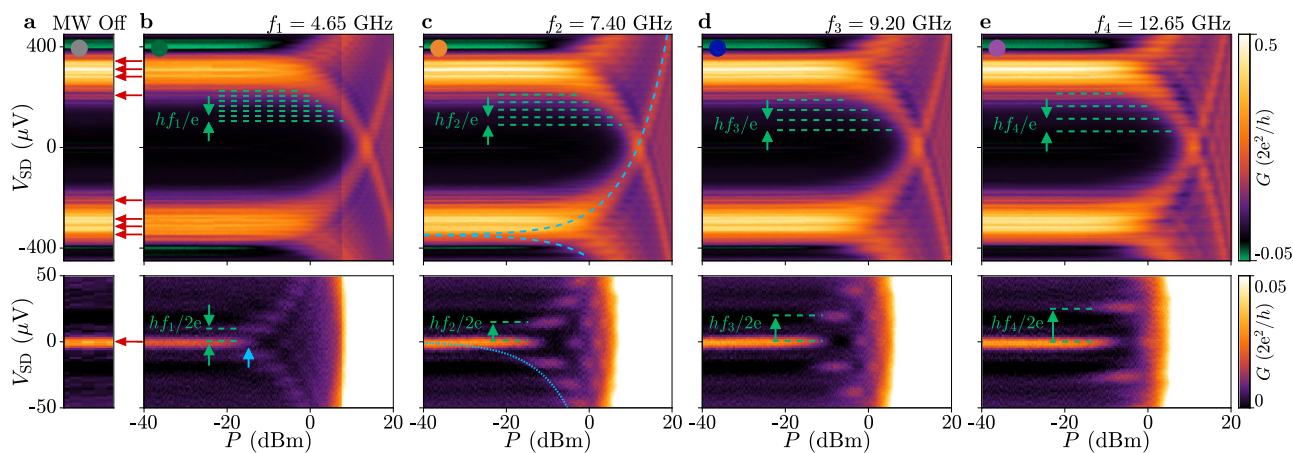 a MW Off b f₁ = 4.65 GHz c f₂ = 7.40 GHz d f₃ = 9.20 GHz e f₄ = 12.65 GHz
400
0
-400
V_SD (μV)
hf₁/e
hf₂/e
hf₃/e
hf₄/e
0.5
-0.05
G (2e²/h)
50
0
-50
V_SD (μV)
hf₁/2e
hf₂/2e
hf₃/2e
hf₄/2e
0.05
0
G (2e²/h)
-40 -20 0 20 -40 -20 0 20 -40 -20 0 20 -40 -20 0 20
P (dBm) P (dBm) P (dBm) P (dBm)